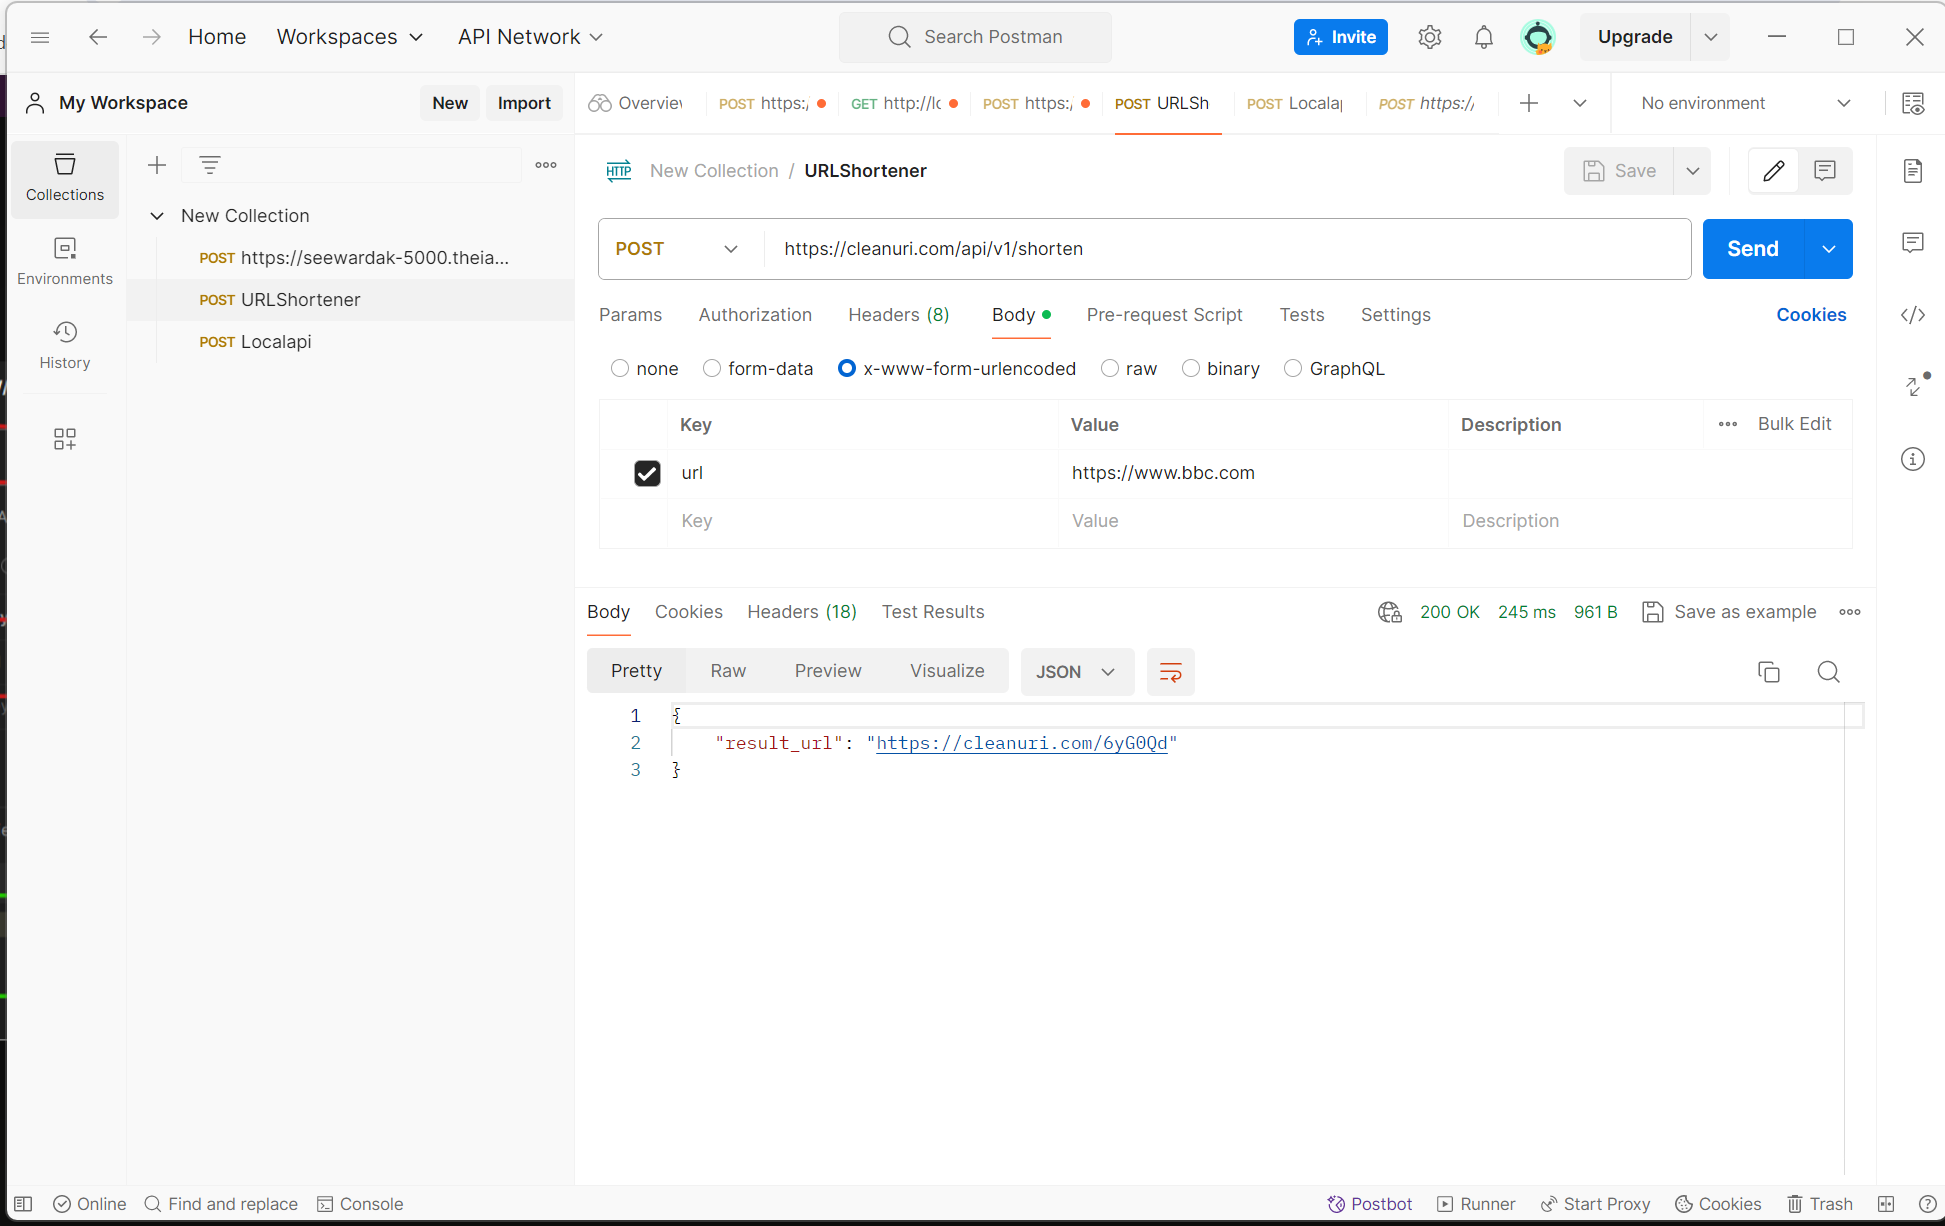 Home Workspaces API Network Search Postman Invite Upgrade
My Workspace New Import Overview POST https:/ GET http://lo POST https:/ POST URLSh POST Localap POST https:// No environment
Collections
Environments
History
New Collection
POST https://seewardak-5000.theia...
POST URLShortener
POST Localapi
HTTP New Collection / URLShortener Save
POST https://cleanuri.com/api/v1/shorten Send
Params Authorization Headers (8) Body Pre-request Script Tests Settings Cookies
none form-data x-www-form-urlencoded raw binary GraphQL
Key Value Description Bulk Edit
url https://www.bbc.com
Key Value Description
Body Cookies Headers (18) Test Results 200 OK 245 ms 961 B Save as example
Pretty Raw Preview Visualize JSON
1 {
2 "result_url": "https://cleanuri.com/6yG0Qd"
3 }
Online Find and replace Console Postbot Runner Start Proxy Cookies Trash